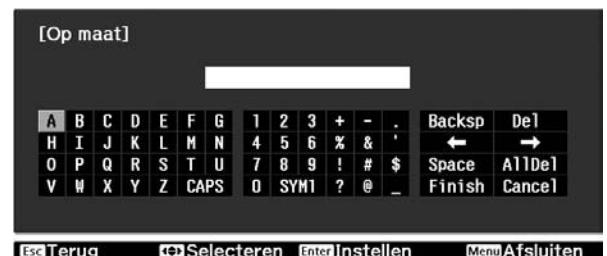 [Op maat]
A B C D E F G 1 2 3 + - . Backsp Del
H I J K L M N 4 5 6 % & ' ← →
O P Q R S T U 7 8 9 ! # $ Space AllDel
V W X Y Z CAPS 0 SYM1 ? @ _ Finish Cancel
Esc Terug Selecteren Enter Instellen Menu Afsluiten